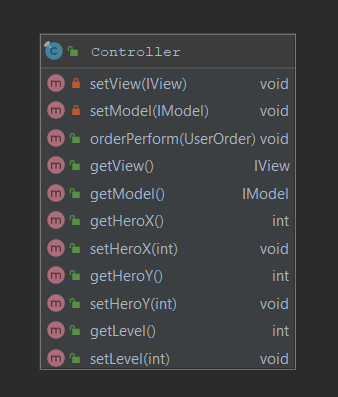 Controller
setView(IView) void
setModel(IModel) void
orderPerform(UserOrder) void
getView() IView
getModel() IModel
getHeroX() int
setHeroX(int) void
getHeroY() int
setHeroY(int) void
getLevel() int
setLevel(int) void